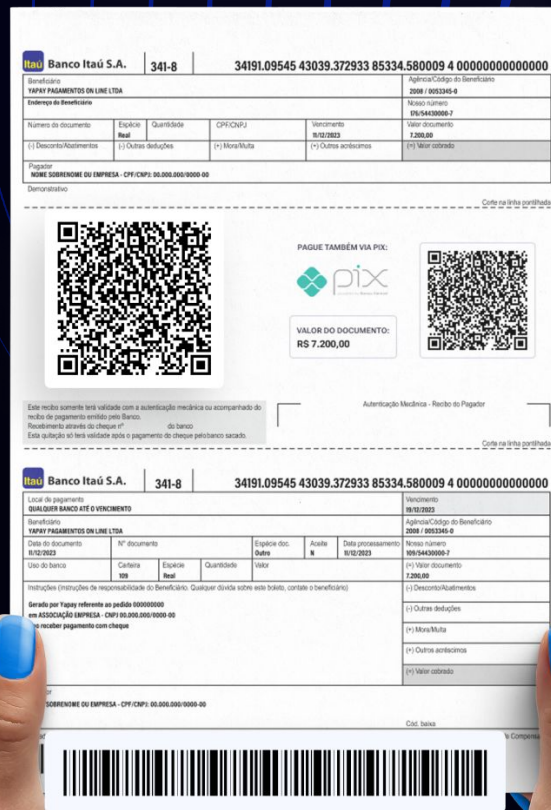 Itaú Banco Itaú S.A. 341-8 34191.09545 43039.372933 85334.580009 4 00000000000000
Beneficiário Agência/Código do Beneficiário
YAPAY PAGAMENTOS ON LINE LTDA 2008 / 0053345-0
Endereço do Beneficiário Nosso número
176/54430000-7
Número do documento Espécie Quantidade CPF/CNPJ Vencimento Valor documento
Real 11/12/2023 7.200,00
(-) Desconto/Abatimentos (-) Outras deduções (+) Mora/Multa (+) Outros acréscimos (=) Valor cobrado
Pagador
NOME SOBRENOME OU EMPRESA - CPF/CNPJ: 00.000.000/0000-00
Demonstrativo
Corte na linha pontilhada
PAGUE TAMBÉM VIA PIX:
pix
VALOR DO DOCUMENTO:
R$ 7.200,00
Este recibo somente terá validade com a autenticação mecânica ou acompanhado do
recibo de pagamento emitido pelo Banco.
Recebimento através do cheque nº do banco
Esta quitação só terá validade após o pagamento do cheque pelo banco sacado.
Autenticação Mecânica - Recibo do Pagador
Corte na linha pontilhada
Itaú Banco Itaú S.A. 341-8 34191.09545 43039.372933 85334.580009 4 00000000000000
Local de pagamento Vencimento
QUALQUER BANCO ATÉ O VENCIMENTO 19/12/2023
Beneficiário Agência/Código do Beneficiário
YAPAY PAGAMENTOS ON LINE LTDA 2008 / 0053345-0
Data do documento Nº documento Espécie doc. Aceite Data processamento Nosso número
11/12/2023 Outro N 11/12/2023 109/54430000-7
Uso do banco Carteira Espécie Quantidade Valor (=) Valor documento
109 Real 7.200,00
Instruções (Instruções de responsabilidade do Beneficiário. Qualquer dúvida sobre este boleto, contate o beneficiário) (-) Desconto/Abatimentos
Gerado por Yapay referente ao pedido 000000000 (-) Outras deduções
em ASSOCIAÇÃO EMPRESA - CNPJ 00.000.000/0000-00
receber pagamento com cheque (+) Mora/Multa
(+) Outros acréscimos
(=) Valor cobrado
SOBRENOME OU EMPRESA - CPF/CNPJ: 00.000.000/0000-00
Cód. baixa